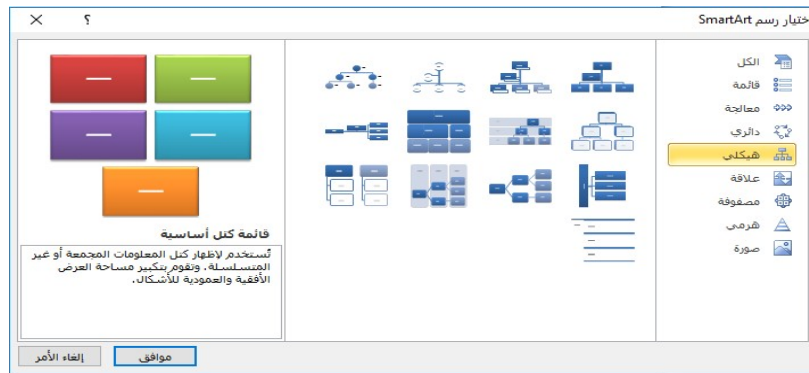 ختيار رسم SmartArt
؟
الكل
قائمة
معالجة
دائري
هيكلي
علاقة
مصفوفة
هرمي
صورة
قائمة كتل أساسية
تُستخدم لإظهار كتل المعلومات المجمعة أو غير
المتسلسلة. وتقوم بتكبير مساحة العرض
الأفقية والعمودية للأشكال.
موافق
إلغاء الأمر